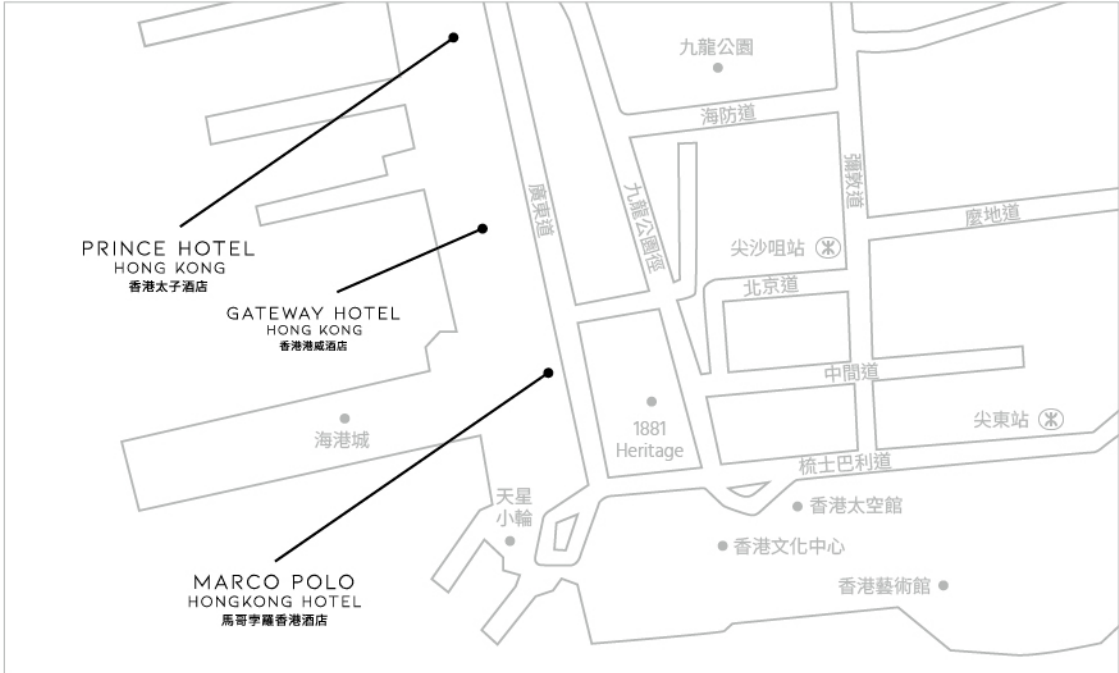 九龍公園
海防道
彌敦道
廣東道
九龍公園徑
麼地道
尖沙咀站
北京道
PRINCE HOTEL
HONG KONG
香港太子酒店
GATEWAY HOTEL
HONG KONG
香港港威酒店
中間道
1881
Heritage
海港城
尖東站
梳士巴利道
天星
小輪
香港太空館
香港文化中心
香港藝術館
MARCO POLO
HONGKONG HOTEL
馬哥孛羅香港酒店